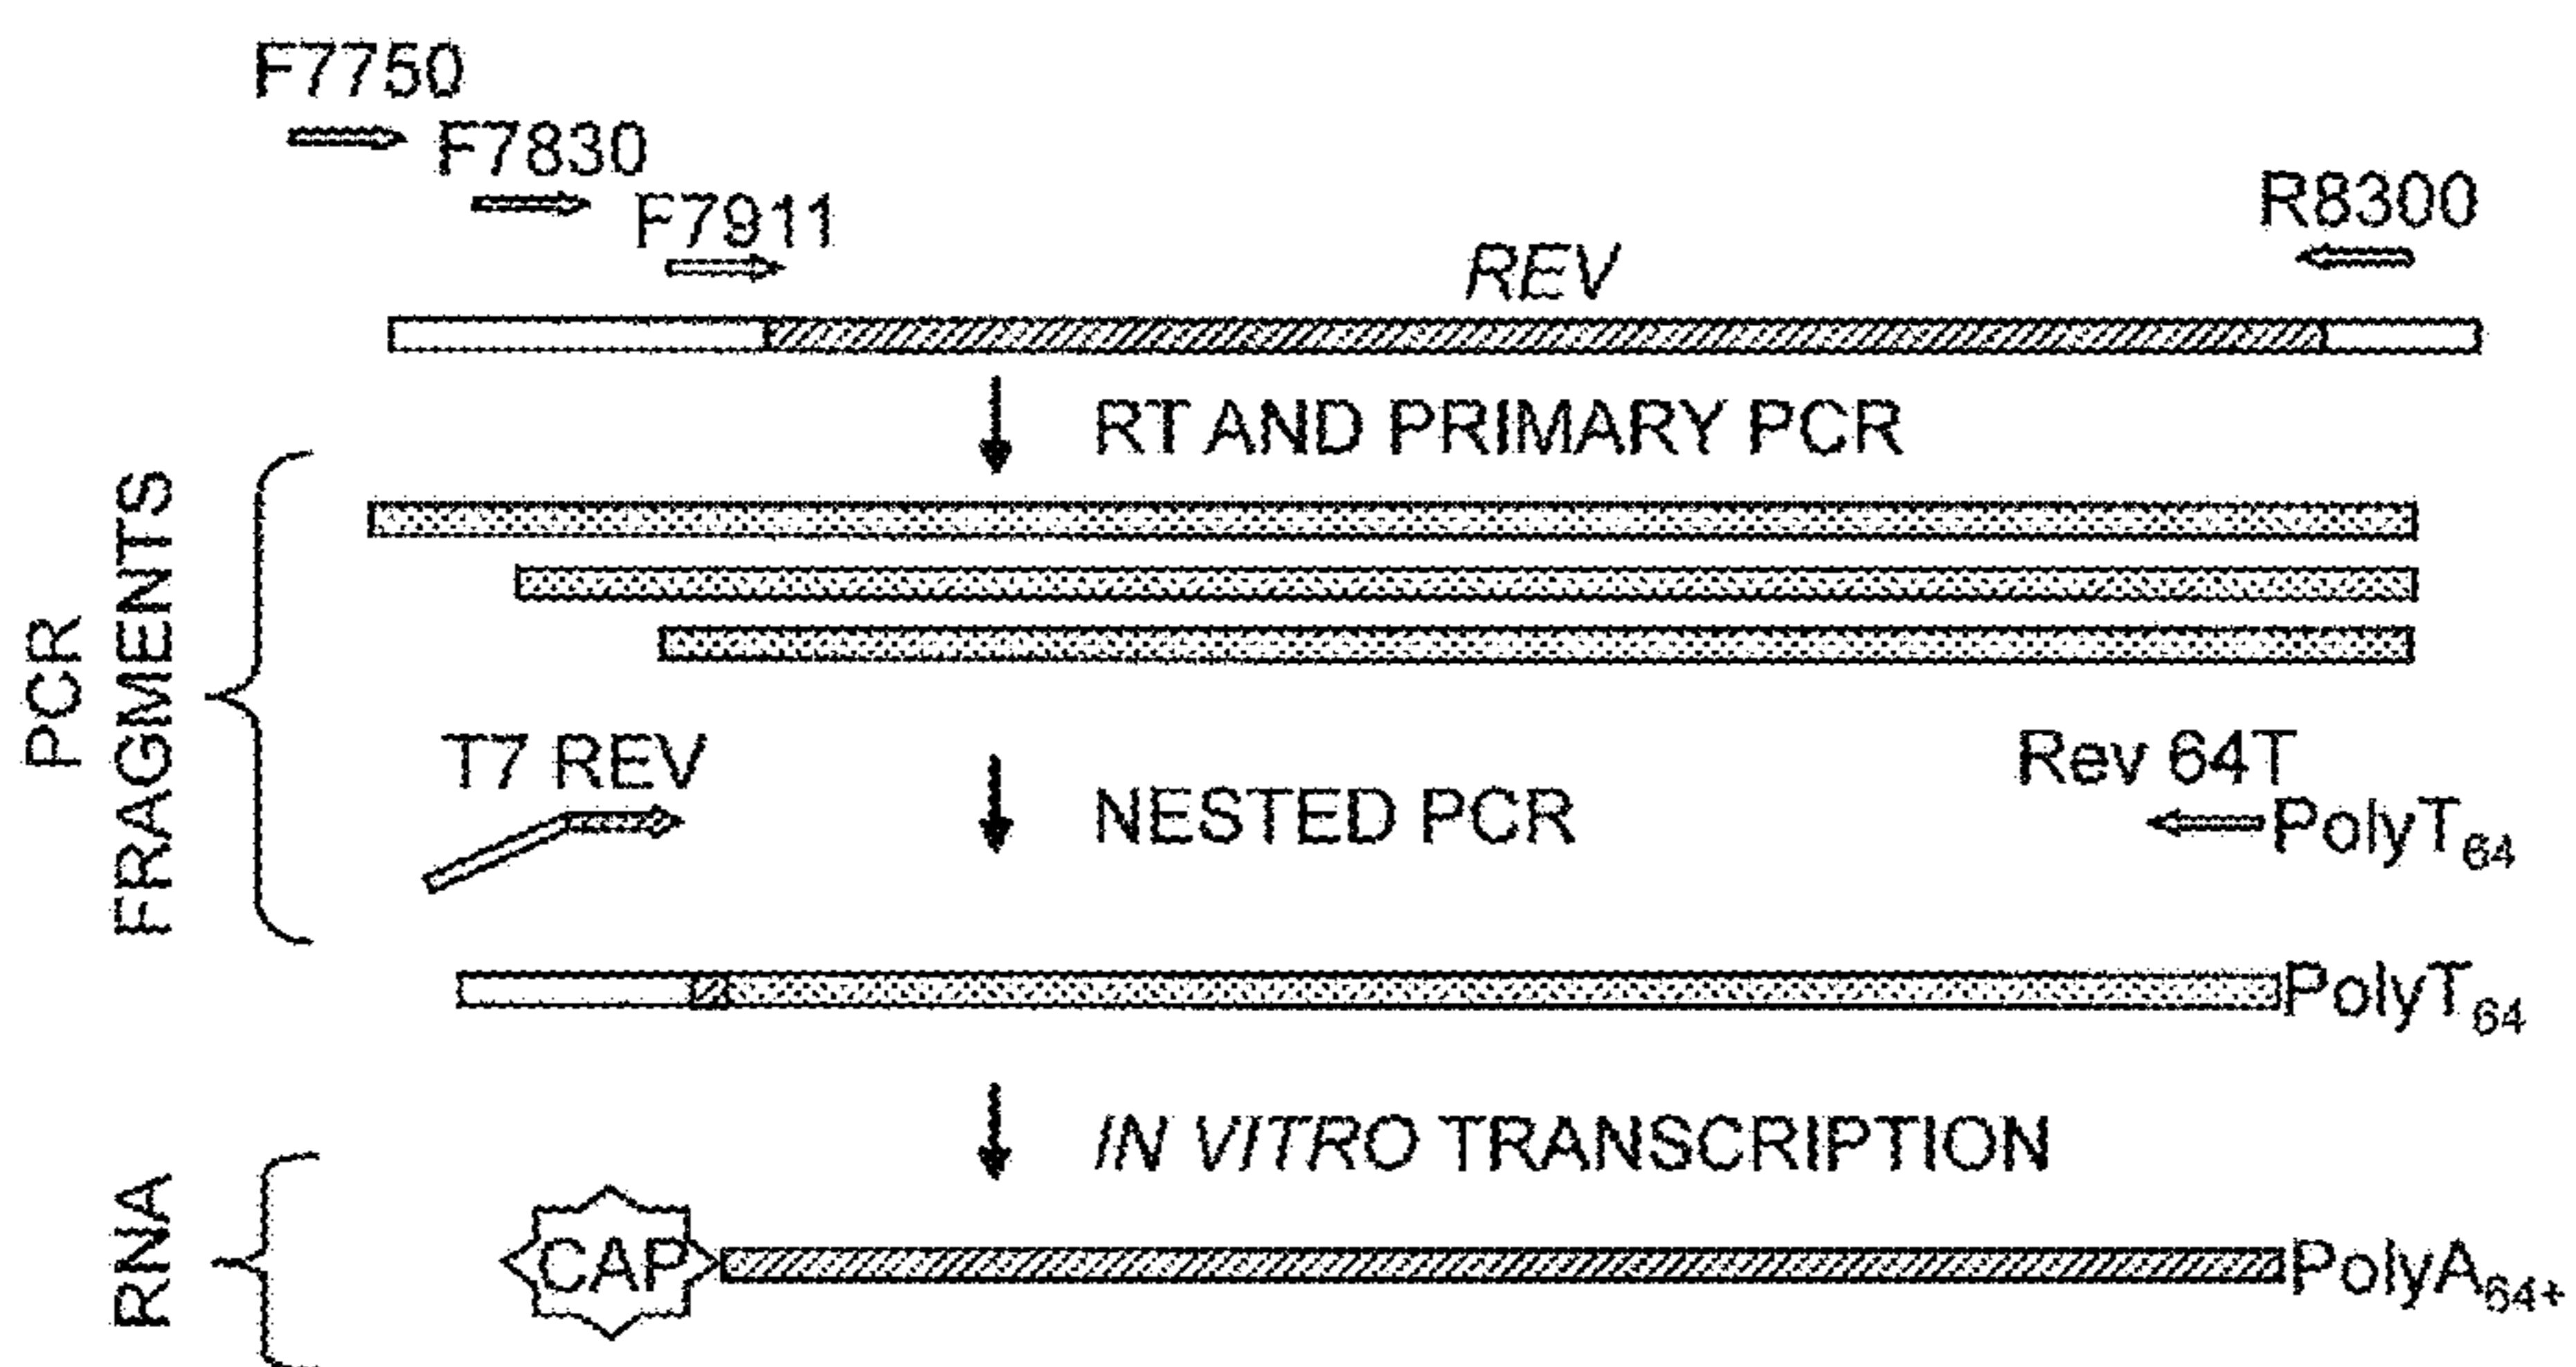 F7750
F7830
F7911
R8300
REV
RT AND PRIMARY PCR
PCR
FRAGMENTS
T7 REV
NESTED PCR
Rev 64T
PolyT64
PolyT64
IN VITRO TRANSCRIPTION
RNA
CAP
PolyA64+